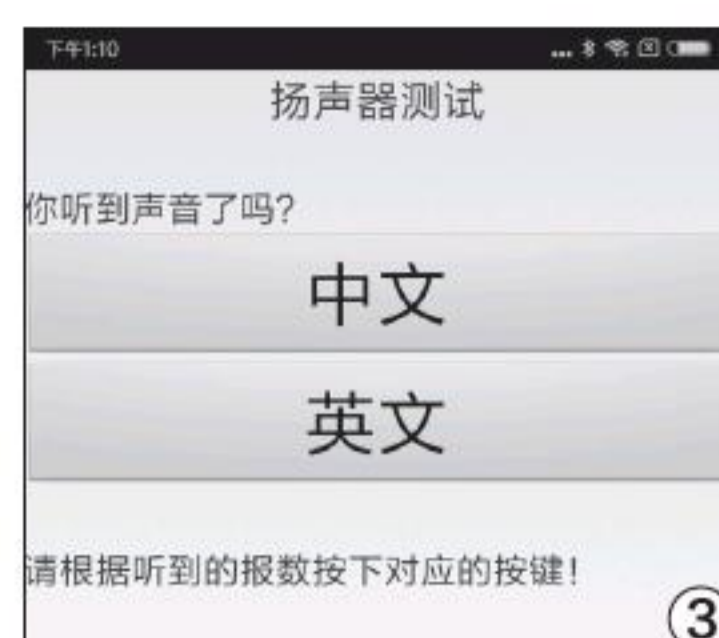 下午1:10
...
扬声器测试
你听到声音了吗?
中文
英文
请根据听到的报数按下对应的按键!
③